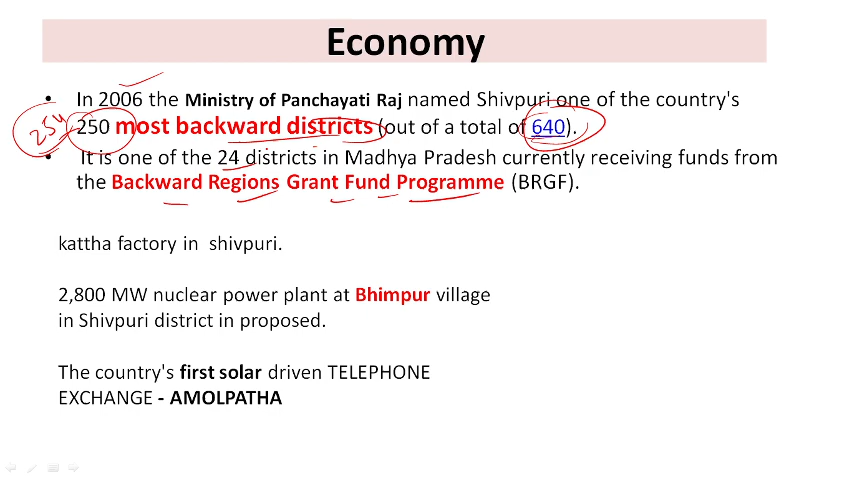 Economy
• In 2006 the Ministry of Panchayati Raj named Shivpuri one of the country's
254 250 most backward districts (out of a total of 640).
• It is one of the 24 districts in Madhya Pradesh currently receiving funds from
the Backward Regions Grant Fund Programme (BRGF).
kattha factory in shivpuri.
2,800 MW nuclear power plant at Bhimpur village
in Shivpuri district in proposed.
The country's first solar driven TELEPHONE
EXCHANGE - AMOLPATHA